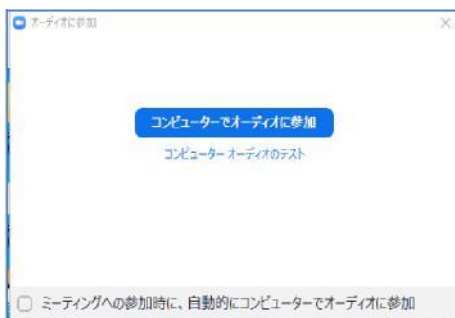 オーディオに参加
コンピューターでオーディオに参加
コンピューター オーディオのテスト
ミーティングへの参加時に、自動的にコンピューターでオーディオに参加